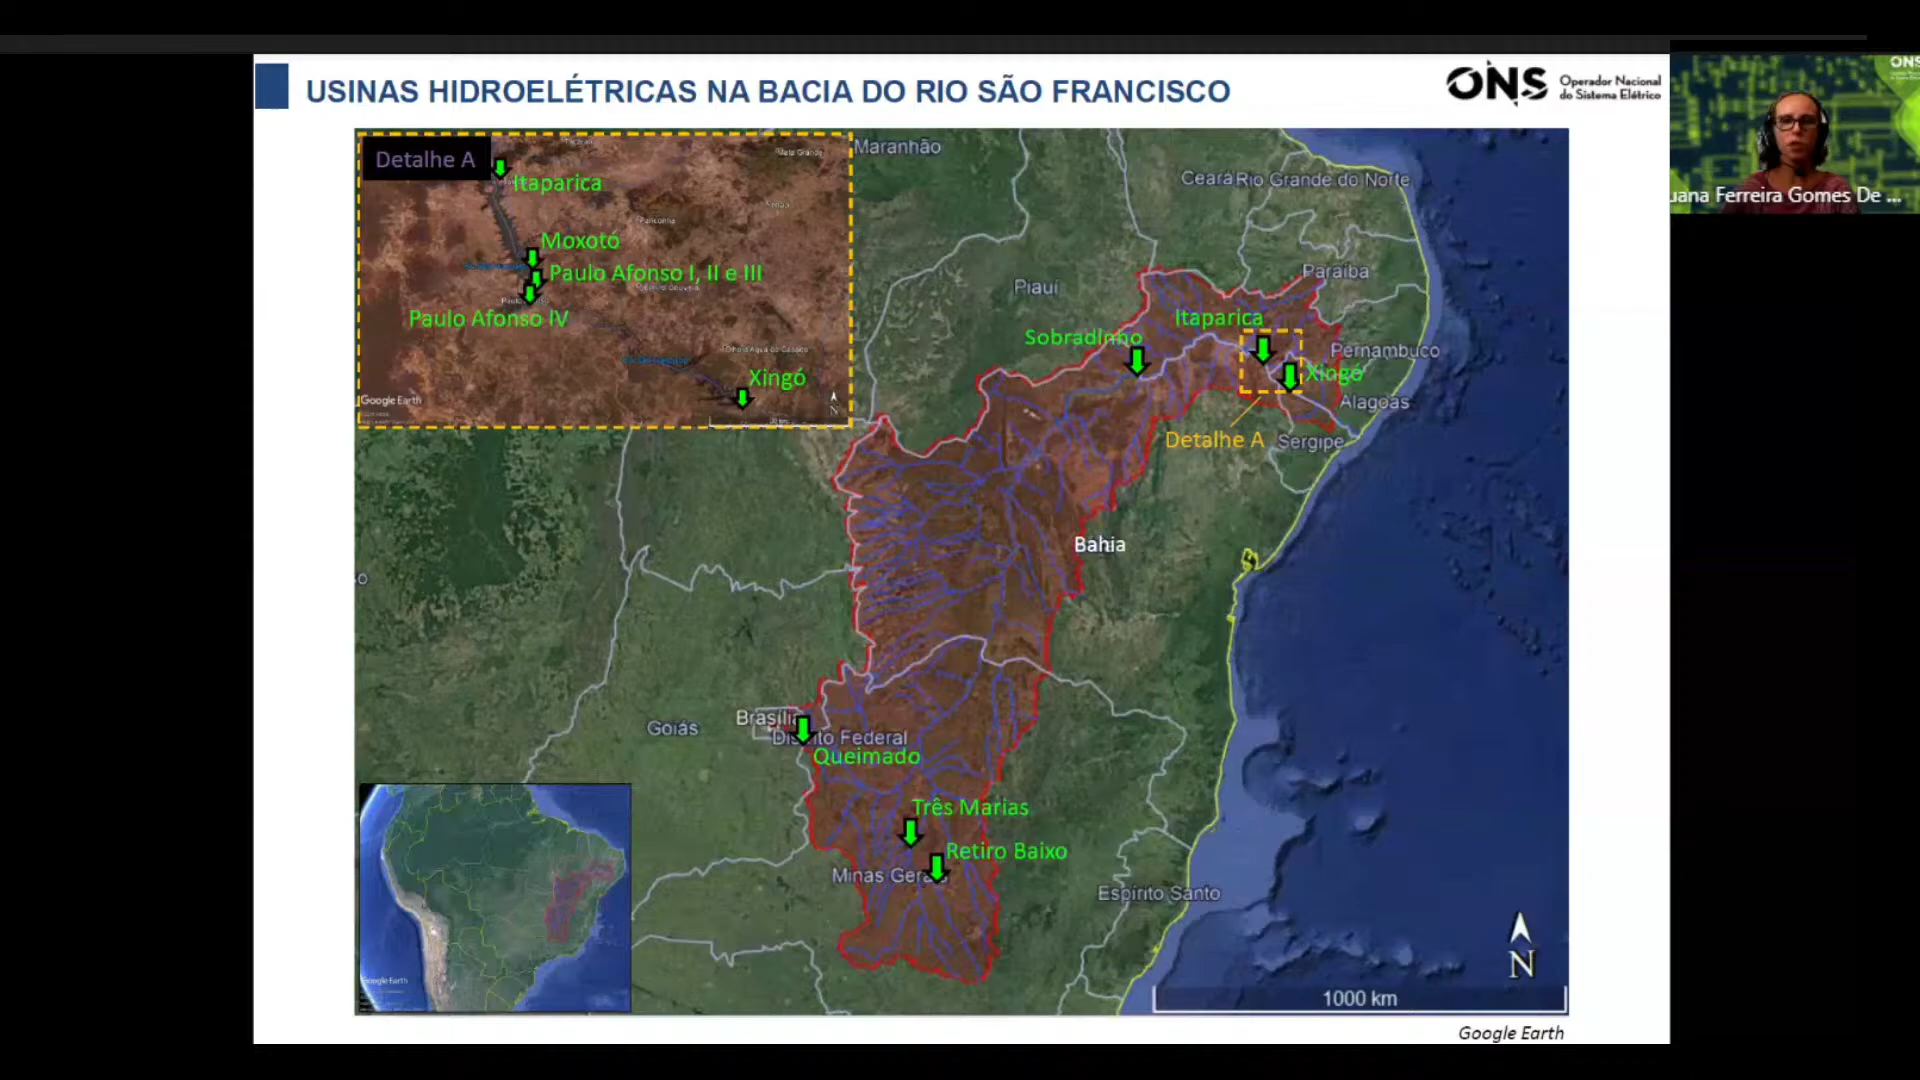 USINAS HIDROELÉTRICAS NA BACIA DO RIO SÃO FRANCISCO
ONS Operador Nacional
do Sistema Elétrico
ONS
uana Ferreira Gomes De ...
Detalhe A
Itaparica
Moxotó
Paulo Afonso I, II e III
Paulo Afonso IV
Xingó
Google Earth
N
Maranhão
Ceará
Rio Grande do Norte
Paraíba
Piauí
Itaparica
Sobradinho
Pernambuco
Xingó
Alagoas
Detalhe A
Sergipe
Bahia
Brasília
Goiás
Distrito Federal
Queimado
Três Marias
Retiro Baixo
Minas Gerais
Espírito Santo
Google Earth
N
1000 km
Google Earth